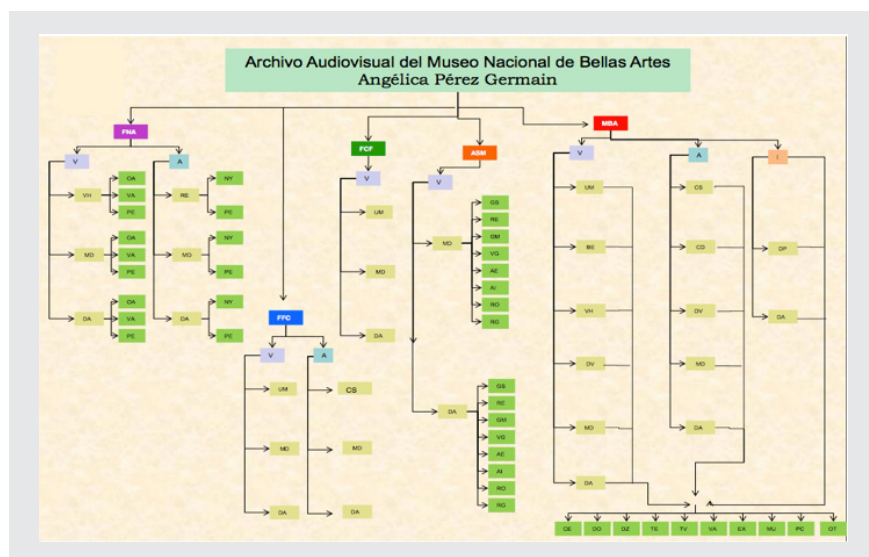 Archivo Audiovisual del Museo Nacional de Bellas Artes
Angélica Pérez Germain
FNA
V
A
VH
OA
VA
PE
MD
OA
VA
PE
DA
OA
VA
PE
RE
NY
PE
MD
NY
PE
DA
NY
PE
FFC
V
A
UM
MD
DA
CS
MD
DA
FCF
V
UM
MD
DA
ASM
V
MD
GS
RE
GM
VG
AE
AI
RO
RG
DA
GS
RE
GM
VG
AE
AI
RO
RG
MBA
V
A
I
UM
BE
VH
DV
MD
DA
CS
CD
DV
MD
DA
DP
DA
CE
DO
DZ
TE
TV
VA
EX
MU
PC
OT